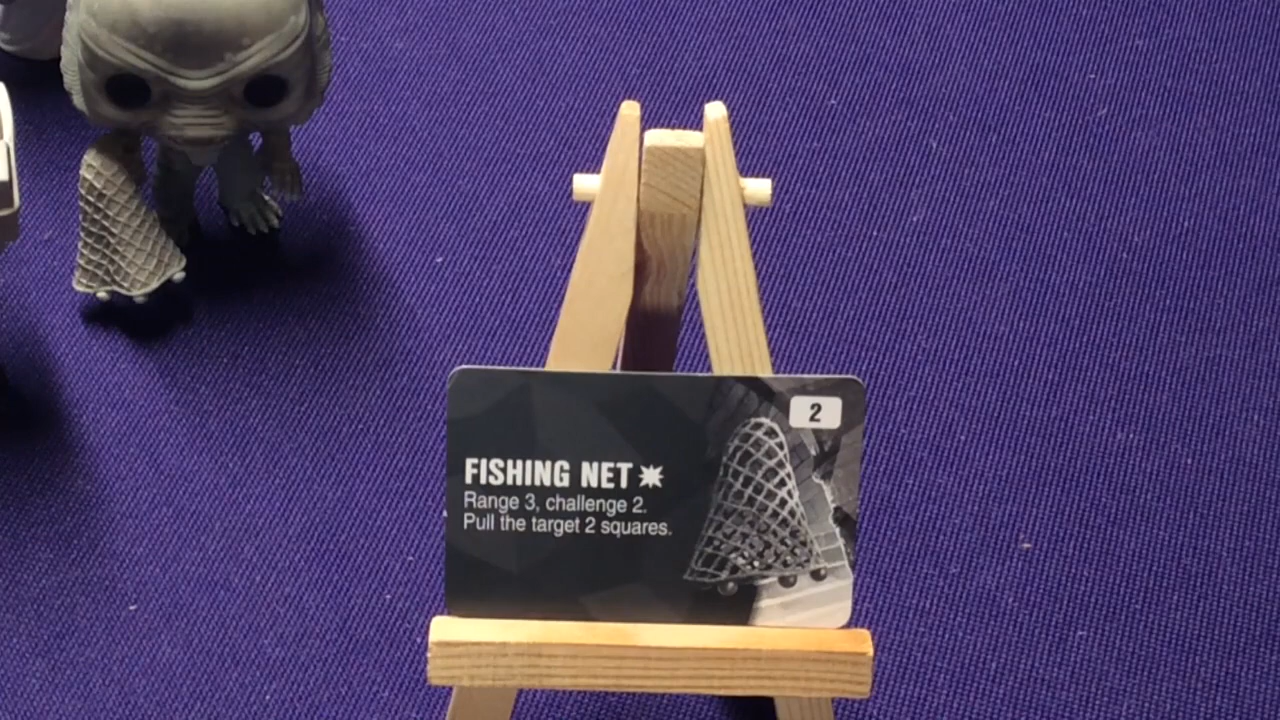 2
FISHING NET
Range 3, challenge 2.
Pull the target 2 squares.